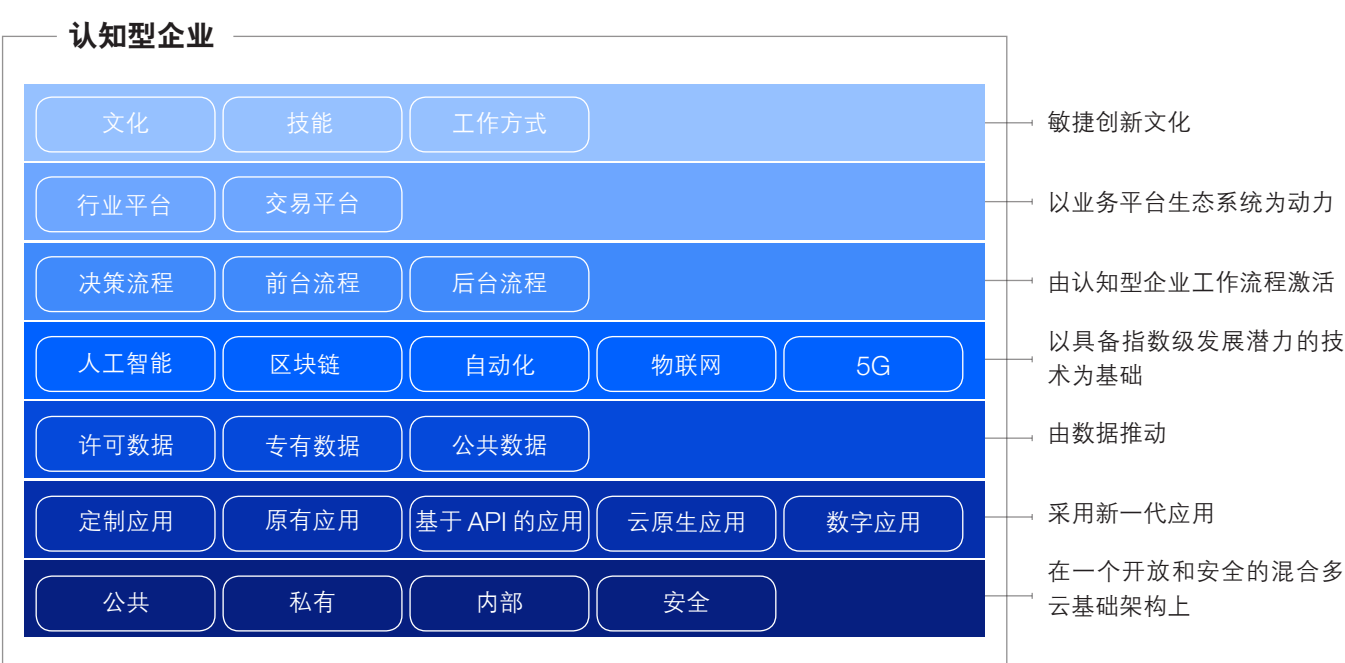 认知型企业
文化 技能 工作方式
敏捷创新文化
行业平台 交易平台
以业务平台生态系统为动力
决策流程 前台流程 后台流程
由认知型企业工作流程激活
人工智能 区块链 自动化 物联网 5G
以具备指数级发展潜力的技
术为基础
许可数据 专有数据 公共数据
由数据推动
定制应用 原有应用 基于 API 的应用 云原生应用 数字应用
采用新一代应用
公共 私有 内部 安全
在一个开放和安全的混合多
云基础架构上